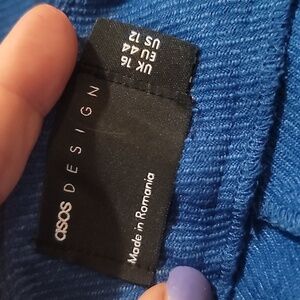 UK 16
EU 44
US 12
asos DESIGN
Made in Romania